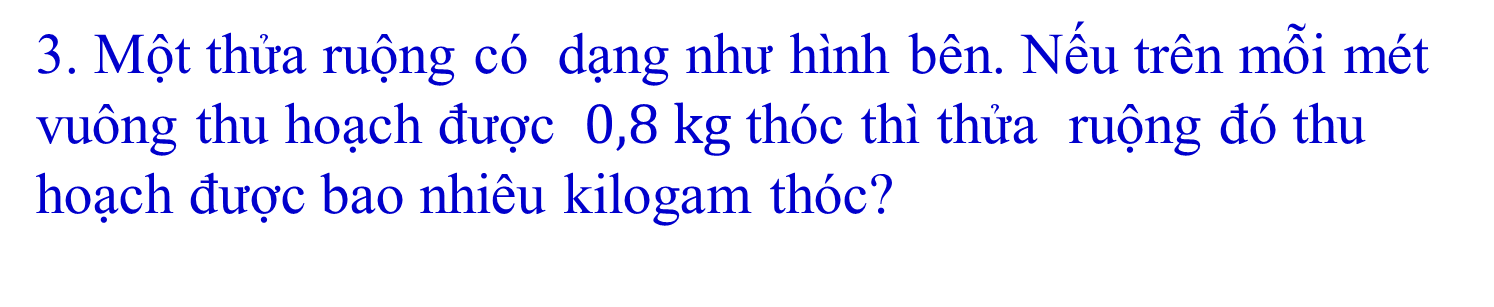 3. Một thửa ruộng có dạng như hình bên. Nếu trên mỗi mét
vuông thu hoạch được 0,8 kg thóc thì thửa ruộng đó thu
hoạch được bao nhiêu kilogam thóc?